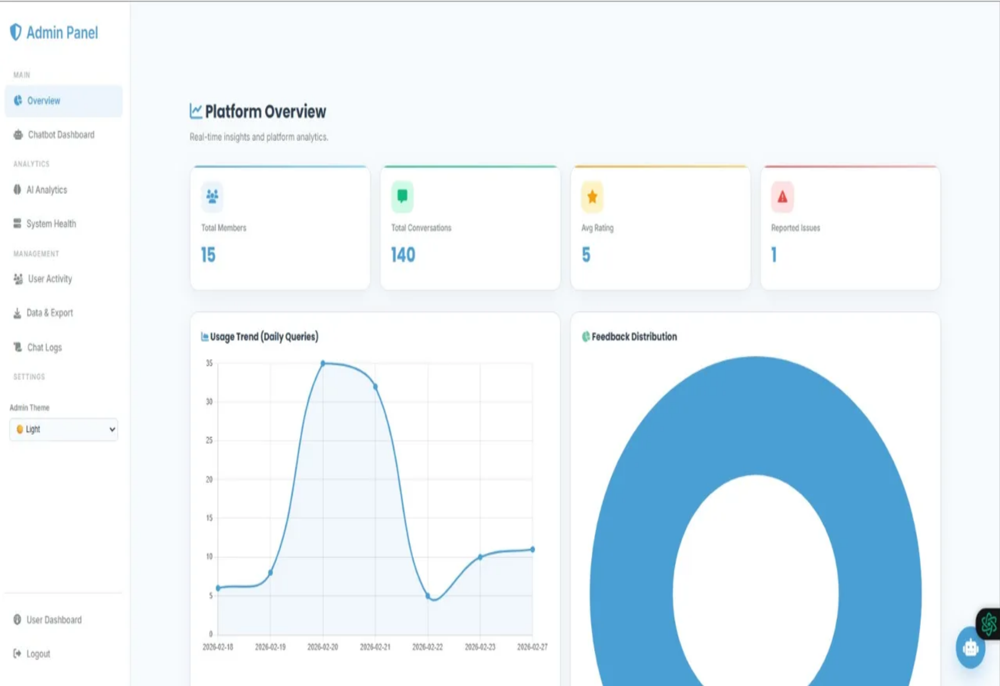 Admin Panel
MAIN
Overview
Chatbot Dashboard
ANALYTICS
AI Analytics
System Health
MANAGEMENT
User Activity
Data & Export
Chat Logs
SETTINGS
Admin Theme
Light
User Dashboard
Logout
Platform Overview
Real-time insights and platform analytics.
Total Members
15
Total Conversations
140
Avg Rating
5
Reported Issues
1
Usage Trend (Daily Queries)
35
30
25
20
15
10
5
0
2026-02-18 2026-02-19 2026-02-20 2026-02-21 2026-02-22 2026-02-23 2026-02-27
Feedback Distribution